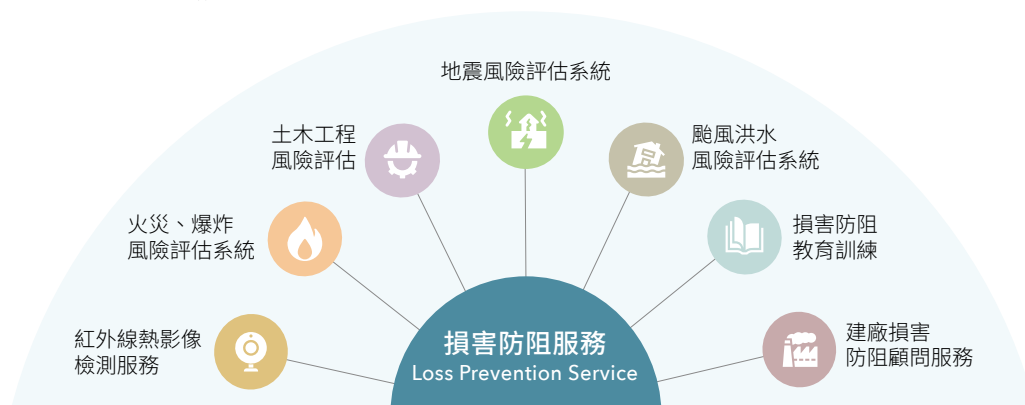 地震風險評估系統
土木工程
風險評估
颱風洪水
風險評估系統
火災、爆炸
風險評估系統
損害防阻
教育訓練
紅外線熱影像
檢測服務
損害防阻服務
Loss Prevention Service
建廠損害
防阻顧問服務